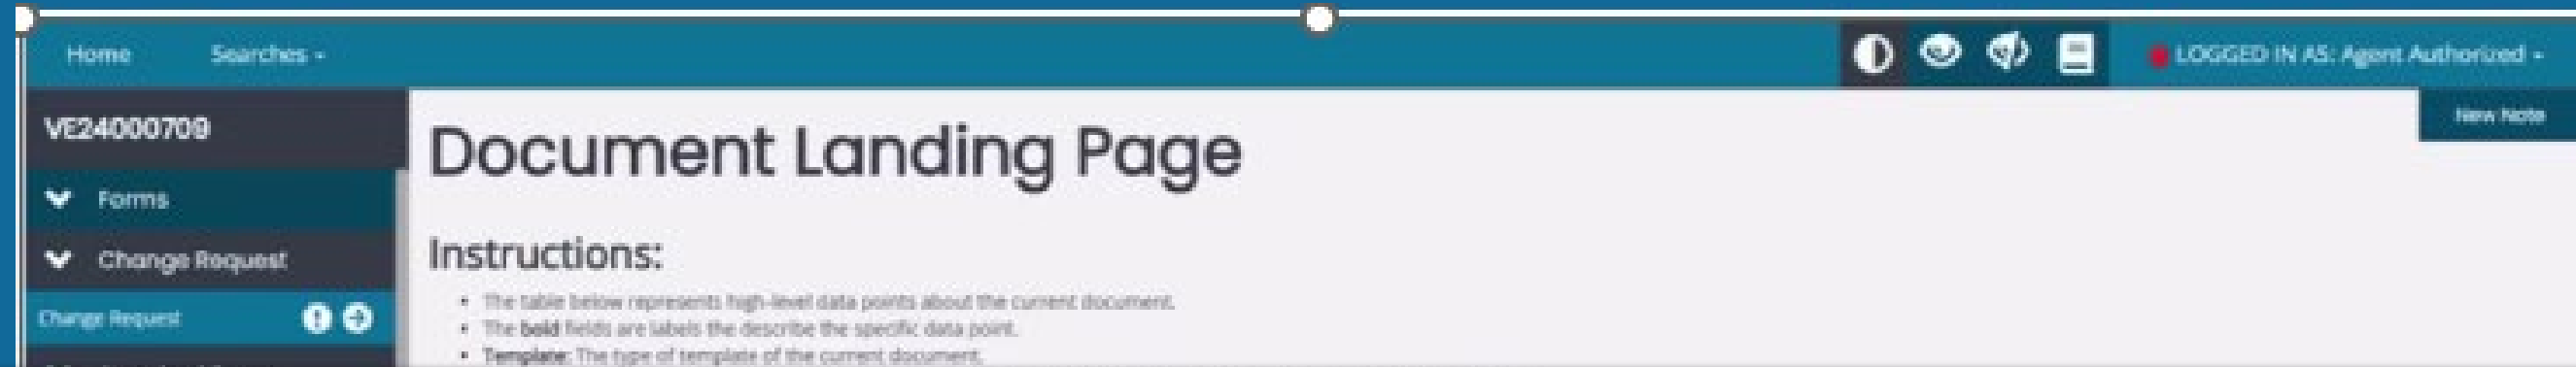 Home Searches
LOGGED IN AS: Agent Authorized
VE24000709
New Note
Document Landing Page
Forms
Change Request
Instructions:
Change Request
• The table below represents high-level data points about the current document.
• The bold fields are labels the describe the specific data point.
• Template: The type of template of the current document.